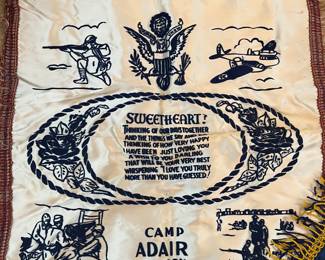 SWEETHEART!
THINKING OF OUR DAYS TOGETHER
AND THE THINGS WE SAY AND DO
THINKING OF HOW VERY HAPPY
I HAVE BEEN JUST LOVING YOU
A WISH TO YOU DARLING
THAT WILL BE YOUR VERY BEST
WHISPERING "I LOVE YOU TRULY
MORE THAN YOU HAVE GUESSED!
CAMP
ADAIR